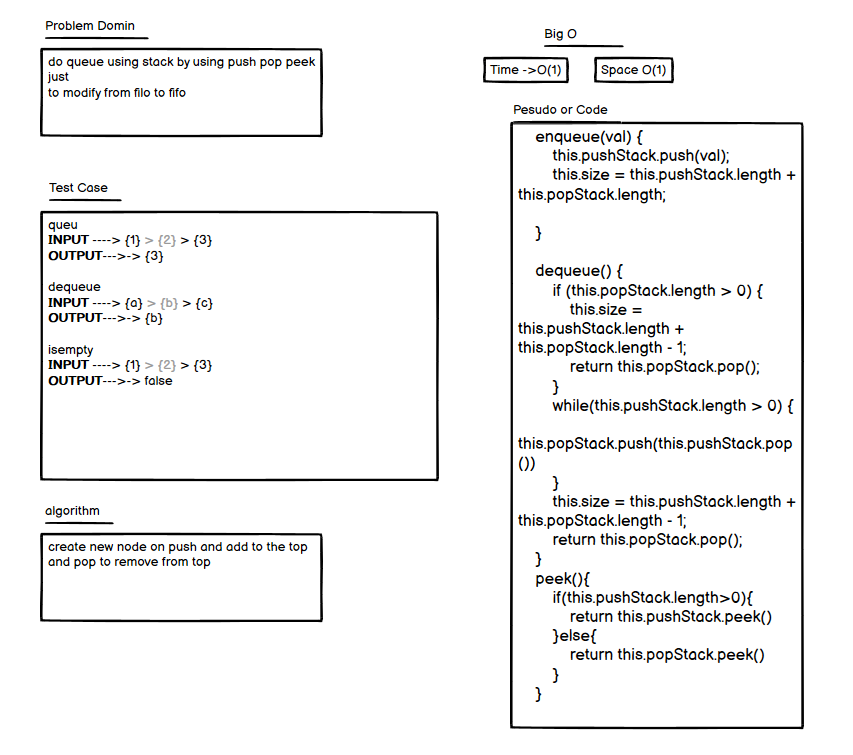 Problem Domin
do queue using stack by using push pop peek
just
to modify from filo to fifo
Test Case
queu
INPUT ----> {1} > {2} > {3}
OUTPUT--->-> {3}
dequeue
INPUT ----> {a} > {b} > {c}
OUTPUT--->-> {b}
isempty
INPUT ----> {1} > {2} > {3}
OUTPUT--->-> false
algorithm
create new node on push and add to the top
and pop to remove from top
Big O
Time ->O(1)
Space O(1)
Pesudo or Code
enqueue(val) {
this.pushStack.push(val);
this.size = this.pushStack.length +
this.popStack.length;
}
dequeue() {
if (this.popStack.length > 0) {
this.size =
this.pushStack.length +
this.popStack.length - 1;
return this.popStack.pop();
}
while(this.pushStack.length > 0) {
this.popStack.push(this.pushStack.pop
())
}
this.size = this.pushStack.length +
this.popStack.length - 1;
return this.popStack.pop();
}
peek(){
if(this.pushStack.length>0){
return this.pushStack.peek()
}else{
return this.popStack.peek()
}
}